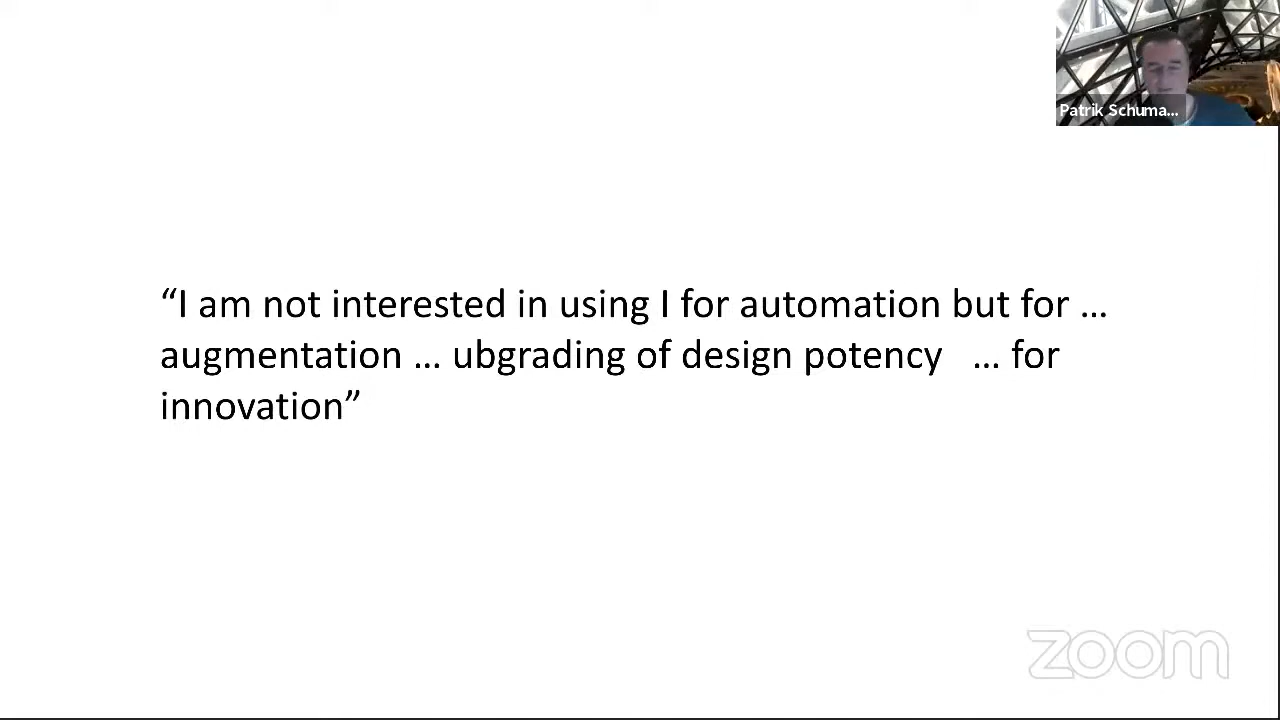 Patrik Schuma...
“I am not interested in using I for automation but for …
augmentation … ubgrading of design potency … for
innovation”
zoom